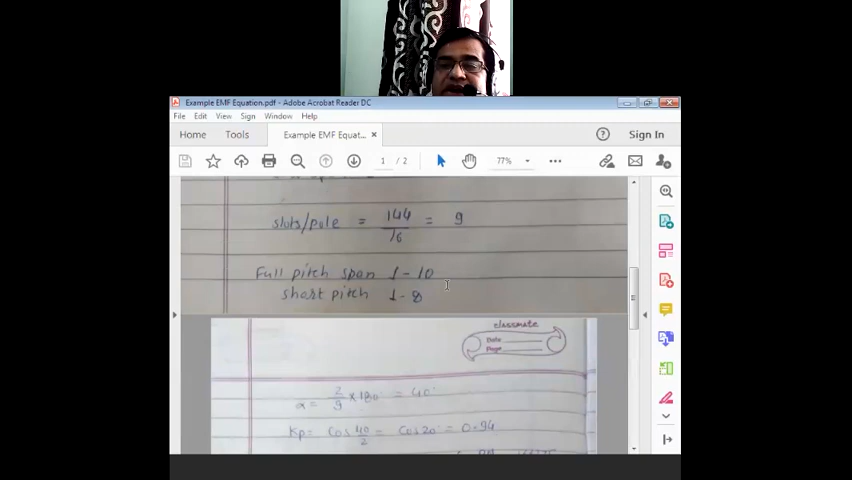 Example EMF Equation.pdf - Adobe Acrobat Reader DC
File Edit View Sign Window Help
Home Tools Example EMF Equat... × Sign In
1 / 2 77%
slots/pole = 144/16 = 9
Full pitch span 1-10
short pitch 1-8
classmate
Date
Page
α = 2/9 × 180° = 40°
Kp = Cos 40/2 = Cos 20° = 0.94